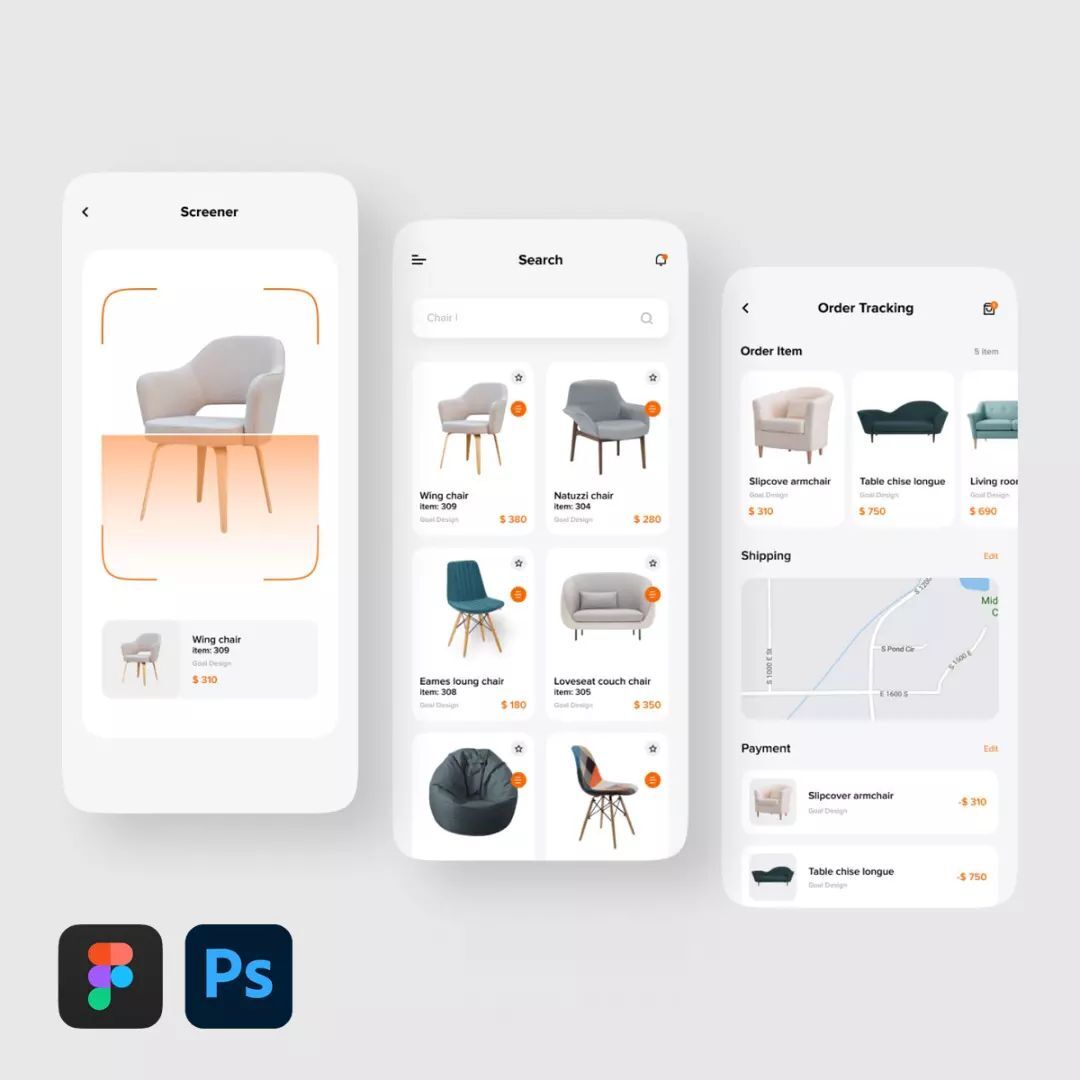 Screener
Wing chair
item: 309
Goal Design
$ 310
Search
Chair |
Wing chair
item: 309
Goal Design
$ 380
Natuzzi chair
item: 304
Goal Design
$ 280
Eames loung chair
item: 308
Goal Design
$ 180
Loveseat couch chair
item: 305
Goal Design
$ 350
Order Tracking
Order Item
5 item
Slipcove armchair
Goal Design
$ 310
Table chise longue
Goal Design
$ 750
Living roor
Goal Design
$ 690
Shipping
Edit
S 1200
Mid
C
S 1000 E St
S Pond Cir
S 1500 E
E 1600 S
Payment
Edit
Slipcover armchair
Goal Design
-$ 310
Table chise longue
Goal Design
-$ 750
Ps